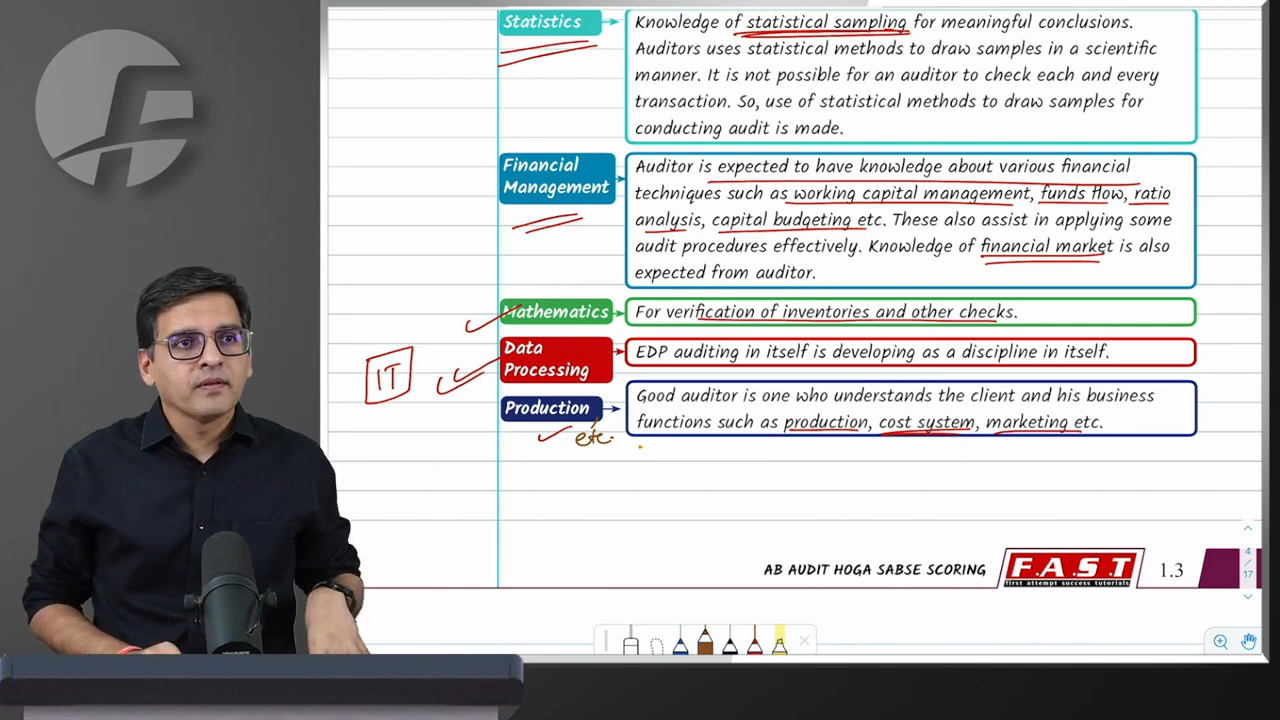 Statistics
Knowledge of statistical sampling for meaningful conclusions.
Auditors uses statistical methods to draw samples in a scientific
manner. It is not possible for an auditor to check each and every
transaction. So, use of statistical methods to draw samples for
conducting audit is made.
Financial
Management
Auditor is expected to have knowledge about various financial
techniques such as working capital management, funds flow, ratio
analysis, capital budgeting etc. These also assist in applying some
audit procedures effectively. Knowledge of financial market is also
expected from auditor.
Mathematics
For verification of inventories and other checks.
IT
Data
Processing
EDP auditing in itself is developing as a discipline in itself.
Production
etc.
Good auditor is one who understands the client and his business
functions such as production, cost system, marketing etc.
AB AUDIT HOGA SABSE SCORING
F.A.S.T
first attempt success tutorials
1.3
4
/
17